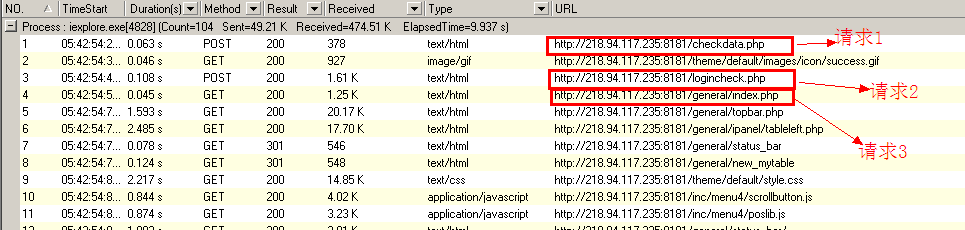 NO. TimeStart Duration(s) Method Result Received Type URL
Process : iexplore.exe[4828] (Count=104 Sent=49.21 K Received=474.51 K ElapsedTime=9.937 s)
1 05:42:54:2... 0.063 s POST 200 378 text/html http://218.94.117.235:8181/checkdata.php 请求1
2 05:42:54:3... 0.046 s GET 200 927 image/gif http://218.94.117.235:8181/theme/default/images/icon/success.gif
3 05:42:54:4... 0.108 s POST 200 1.61 K text/html http://218.94.117.235:8181/logincheck.php 请求2
4 05:42:54:5... 0.045 s GET 200 1.25 K text/html http://218.94.117.235:8181/general/index.php
5 05:42:54:7... 1.593 s GET 200 20.17 K text/html http://218.94.117.235:8181/general/topbar.php
6 05:42:54:7... 2.485 s GET 200 17.70 K text/html http://218.94.117.235:8181/general/ipanel/tableleft.php
7 05:42:54:7... 0.078 s GET 301 546 text/html http://218.94.117.235:8181/general/status_bar 请求3
8 05:42:54:7... 0.124 s GET 301 548 text/html http://218.94.117.235:8181/general/new_mytable
9 05:42:54:7... 2.217 s GET 200 14.85 K text/css http://218.94.117.235:8181/theme/default/style.css
10 05:42:54:8... 0.844 s GET 200 4.02 K application/javascript http://218.94.117.235:8181/inc/menu4/scrollbutton.js
11 05:42:54:8... 0.874 s GET 200 3.23 K application/javascript http://218.94.117.235:8181/inc/menu4/poslib.js